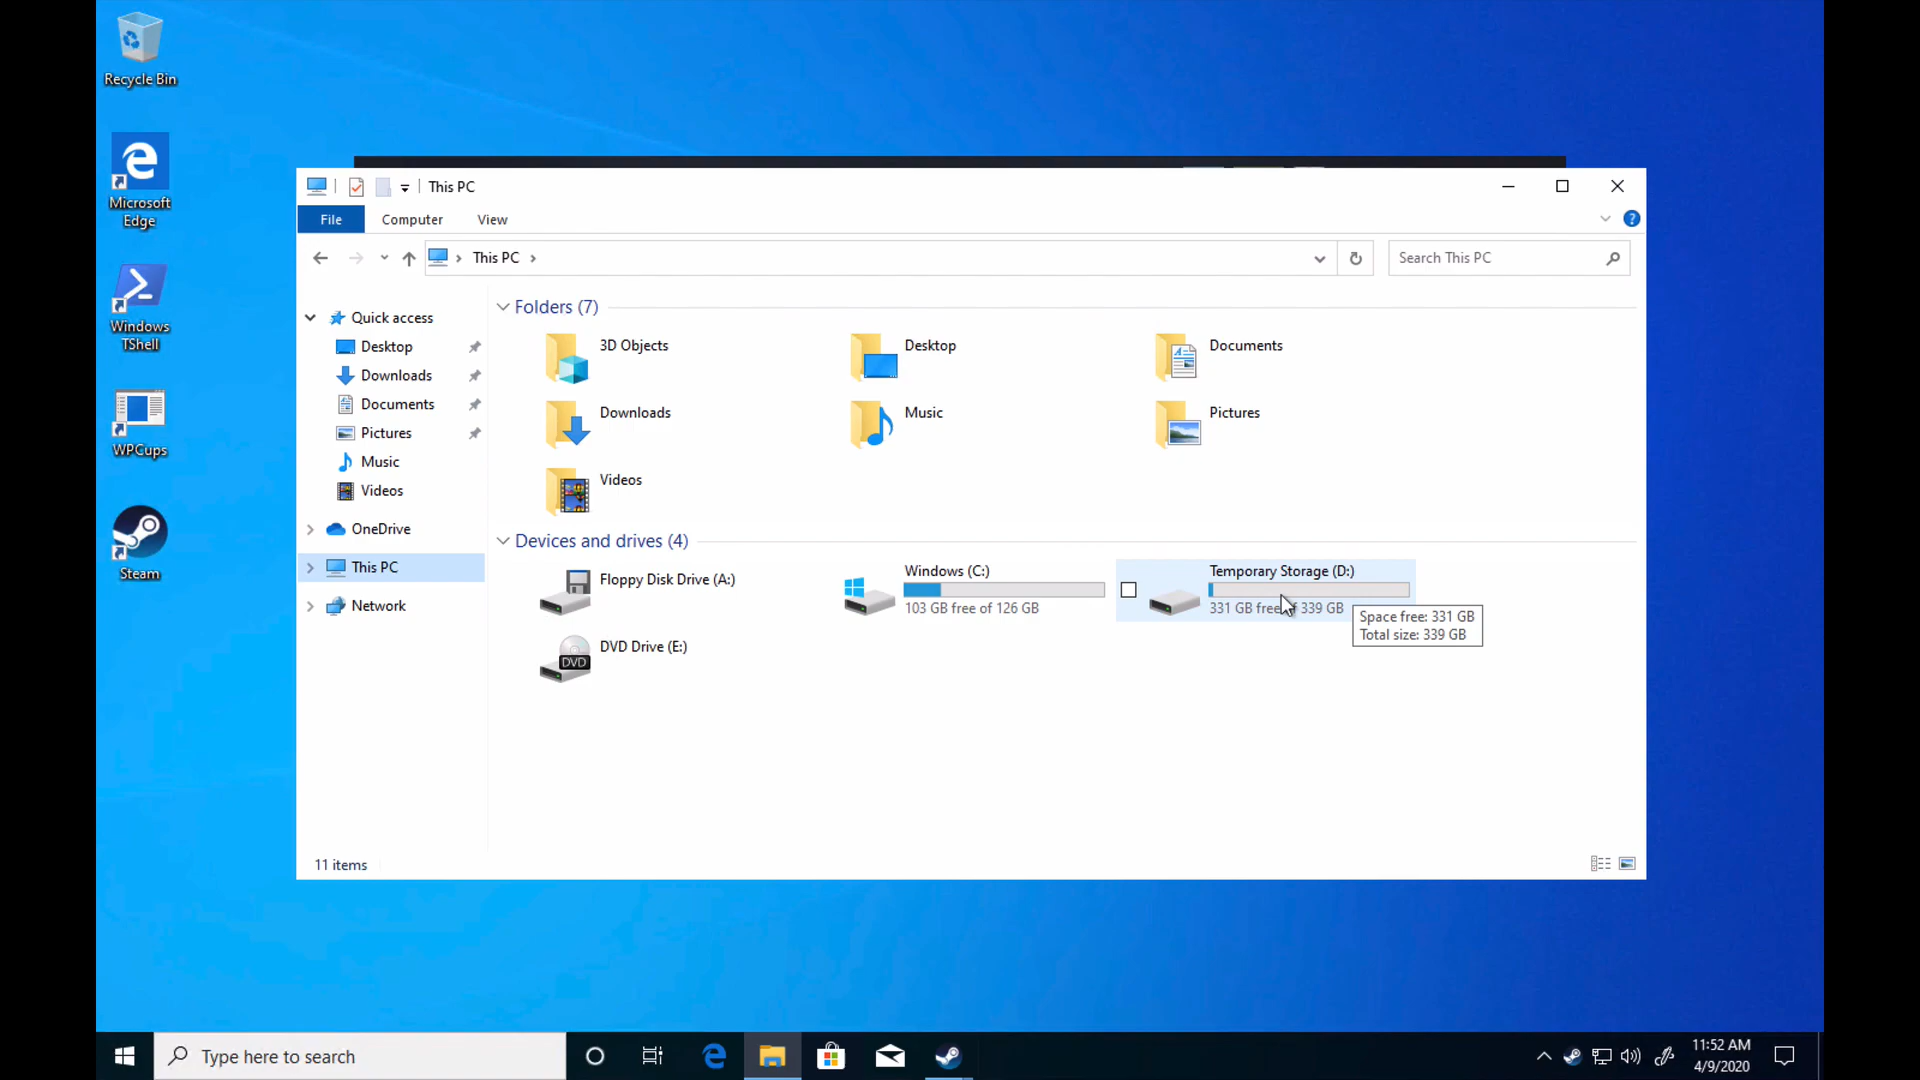 Recycle Bin
Microsoft
Edge
Windows
TShell
WPCups
Steam
This PC
File
Computer
View
This PC
Search This PC
Quick access
Desktop
Downloads
Documents
Pictures
Music
Videos
OneDrive
This PC
Network
Folders (7)
3D Objects
Desktop
Documents
Downloads
Music
Pictures
Videos
Devices and drives (4)
Floppy Disk Drive (A:)
Windows (C:)
103 GB free of 126 GB
Temporary Storage (D:)
331 GB free of 339 GB
Space free: 331 GB
Total size: 339 GB
DVD Drive (E:)
DVD
11 items
Type here to search
11:52 AM
4/9/2020